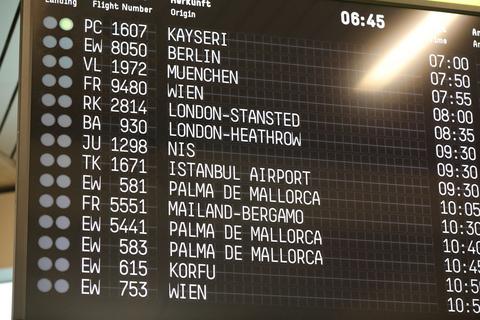 Landing Flight Number Herkunft
Origin
06:45
PC 1607 KAYSERI 07:00
EW 8050 BERLIN 07:50
VL 1972 MUENCHEN 07:55
FR 9480 WIEN 08:00
RK 2814 LONDON-STANSTED 08:35
BA 930 LONDON-HEATHROW 09:30
JU 1298 NIS 09:30
TK 1671 ISTANBUL AIRPORT 09:30
EW 581 PALMA DE MALLORCA 10:05
FR 5551 MAILAND-BERGAMO 10:30
EW 5441 PALMA DE MALLORCA 10:40
EW 583 PALMA DE MALLORCA 10:45
EW 615 KORFU
EW 753 WIEN